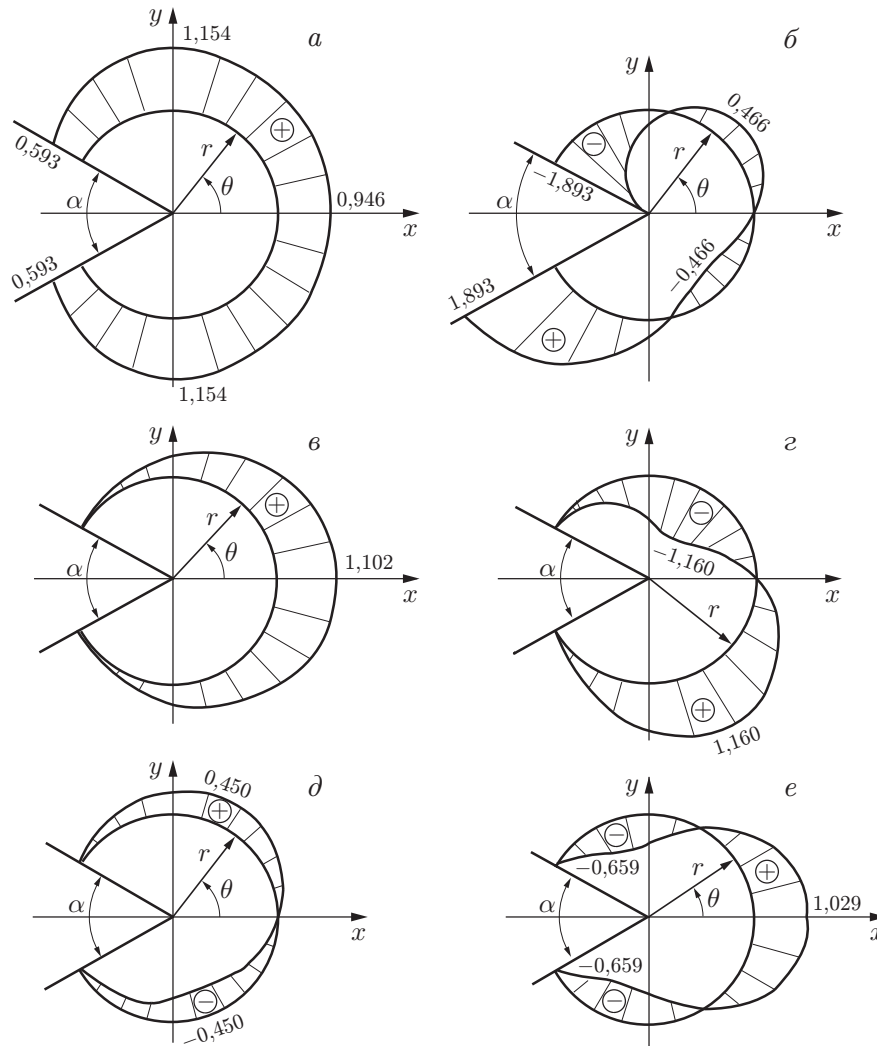 y 1,154 а
0,593
r
+
α
θ
0,946
x
0,593
1,154
y б
0,466
−
−1,893
r
α
θ
x
−0,466
1,893
+
y в
r
+
α
θ
1,102
x
y г
−
−1,160
α
x
r
+
1,160
y 0,450 д
+
r
α
θ
x
−
−0,450
y е
−
−0,659
r
+
α
θ
1,029
x
−0,659
−